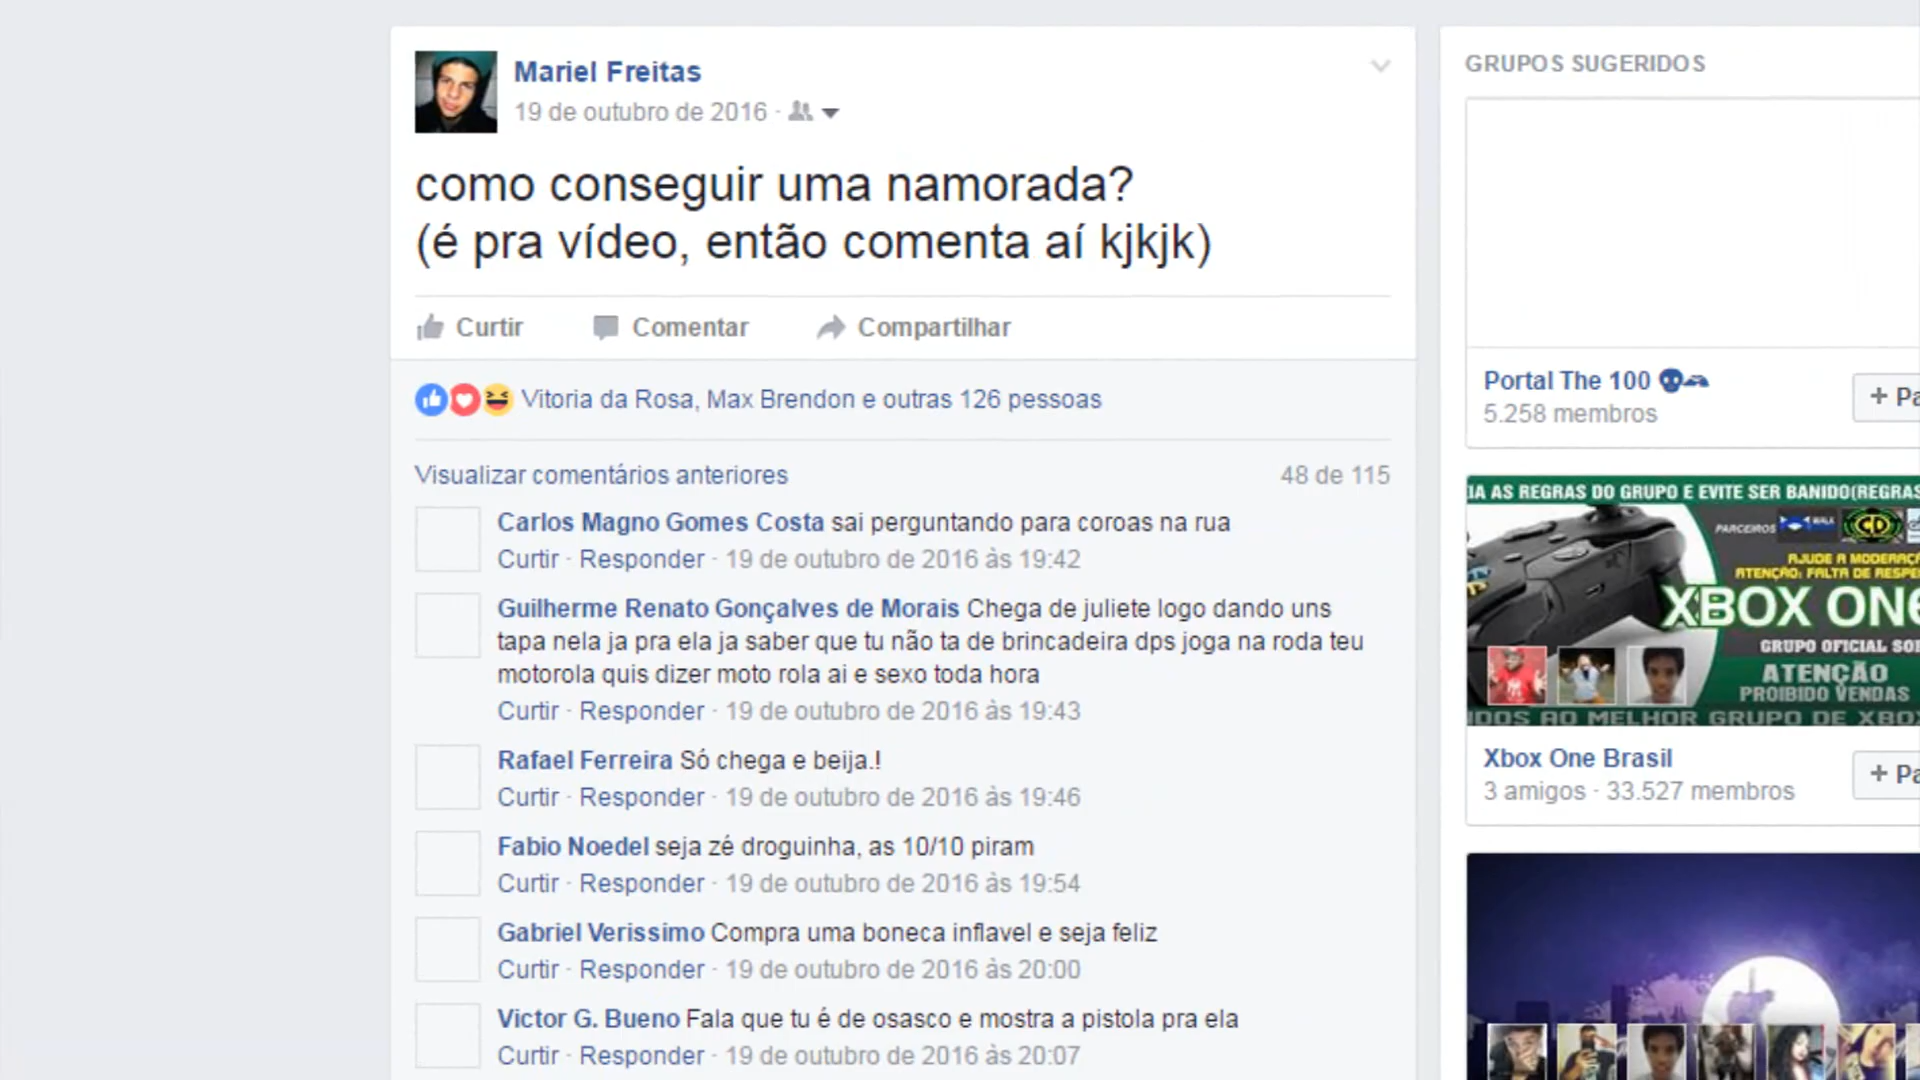 Mariel Freitas
19 de outubro de 2016 ·
como conseguir uma namorada?
(é pra vídeo, então comenta aí kjkjk)
Curtir Comentar Compartilhar
Vitoria da Rosa, Max Brendon e outras 126 pessoas
Visualizar comentários anteriores 48 de 115
Carlos Magno Gomes Costa sai perguntando para coroas na rua
Curtir · Responder · 19 de outubro de 2016 às 19:42
Guilherme Renato Gonçalves de Morais Chega de juliete logo dando uns
tapa nela ja pra ela ja saber que tu não ta de brincadeira dps joga na roda teu
motorola quis dizer moto rola ai e sexo toda hora
Curtir · Responder · 19 de outubro de 2016 às 19:43
Rafael Ferreira Só chega e beija.!
Curtir · Responder · 19 de outubro de 2016 às 19:46
Fabio Noedel seja zé droguinha, as 10/10 piram
Curtir · Responder · 19 de outubro de 2016 às 19:54
Gabriel Verissimo Compra uma boneca inflavel e seja feliz
Curtir · Responder · 19 de outubro de 2016 às 20:00
Victor G. Bueno Fala que tu é de osasco e mostra a pistola pra ela
Curtir · Responder · 19 de outubro de 2016 às 20:07
GRUPOS SUGERIDOS
Portal The 100
5.258 membros
+ Pa
IA AS REGRAS DO GRUPO E EVITE SER BANIDO(REGRAS
PARCEIROS WALK CD
AJUDE A MODERAÇÃ
ATENÇÃO: FALTA DE RESPE
XBOX ONE
GRUPO OFICIAL SO
ATENÇÃO
PROIBIDO VENDAS
IDOS AO MELHOR GRUPO DE XBO
Xbox One Brasil
3 amigos · 33.527 membros
+ Pa